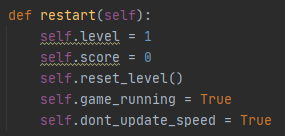 def restart(self):
    self.level = 1
    self.score = 0
    self.reset_level()
    self.game_running = True
    self.dont_update_speed = True